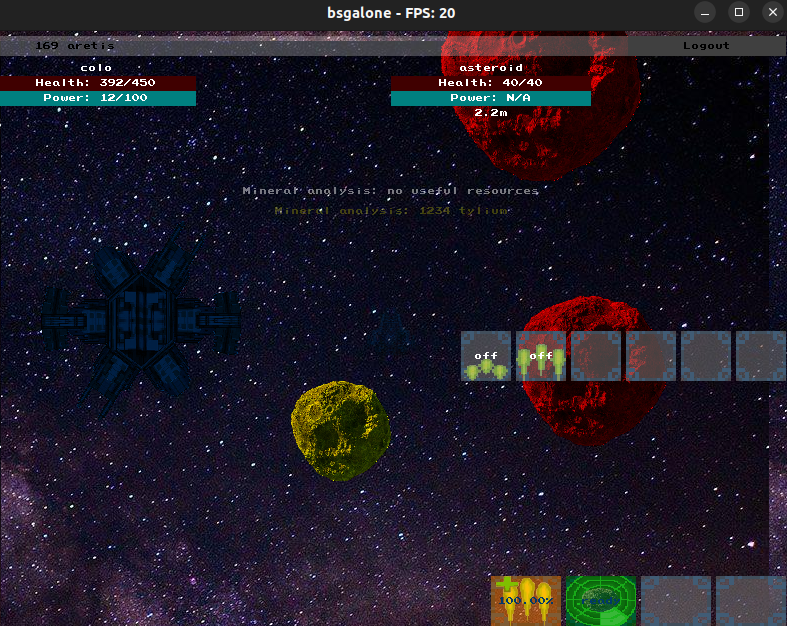 bsgalone - FPS: 20
169 aretis
Logout
colo
asteroid
Health: 392/450
Health: 40/40
Power: 12/100
Power: N/A
2.2m
Mineral analysis: no useful resources
Mineral analysis: 1234 tylium
off
off
100.00%